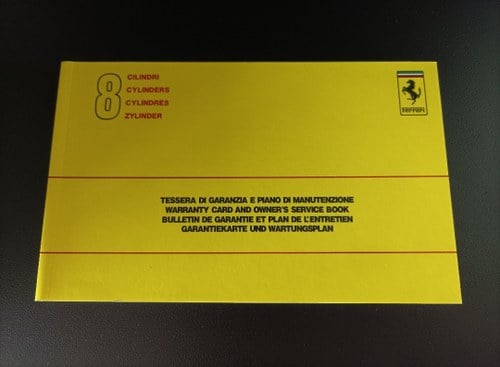 8
CILINDRI
CYLINDERS
CYLINDRES
ZYLINDER
Ferrari
TESSERA DI GARANZIA E PIANO DI MANUTENZIONE
WARRANTY CARD AND OWNER'S SERVICE BOOK
BULLETIN DE GARANTIE ET PLAN DE L'ENTRETIEN
GARANTIEKARTE UND WARTUNGSPLAN